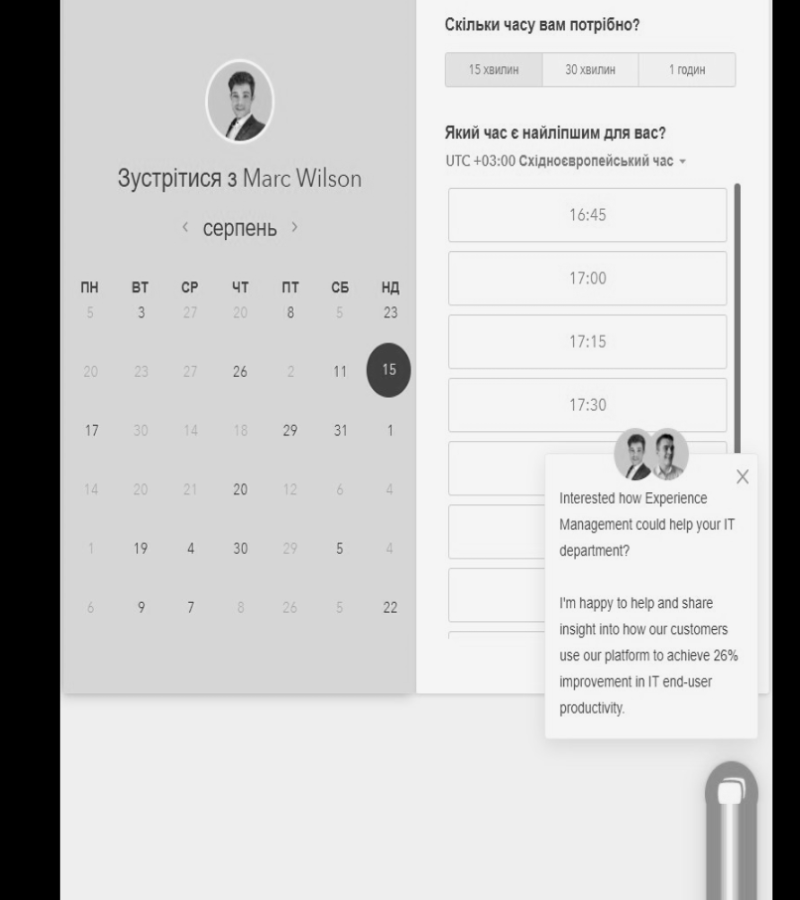 Зустрітися з Marc Wilson
‹ серпень ›
ПН ВТ СР ЧТ ПТ СБ НД
5 3 27 20 8 5 23
20 23 27 26 2 11 15
17 30 14 18 29 31 1
14 20 21 20 12 6 4
1 19 4 30 29 5 4
6 9 7 8 26 5 22
Скільки часу вам потрібно?
15 хвилин 30 хвилин 1 годин
Який час є найліпшим для вас?
UTC +03:00 Східноєвропейський час
16:45
17:00
17:15
17:30
Interested how Experience
Management could help your IT
department?
I'm happy to help and share
insight into how our customers
use our platform to achieve 26%
improvement in IT end-user
productivity.